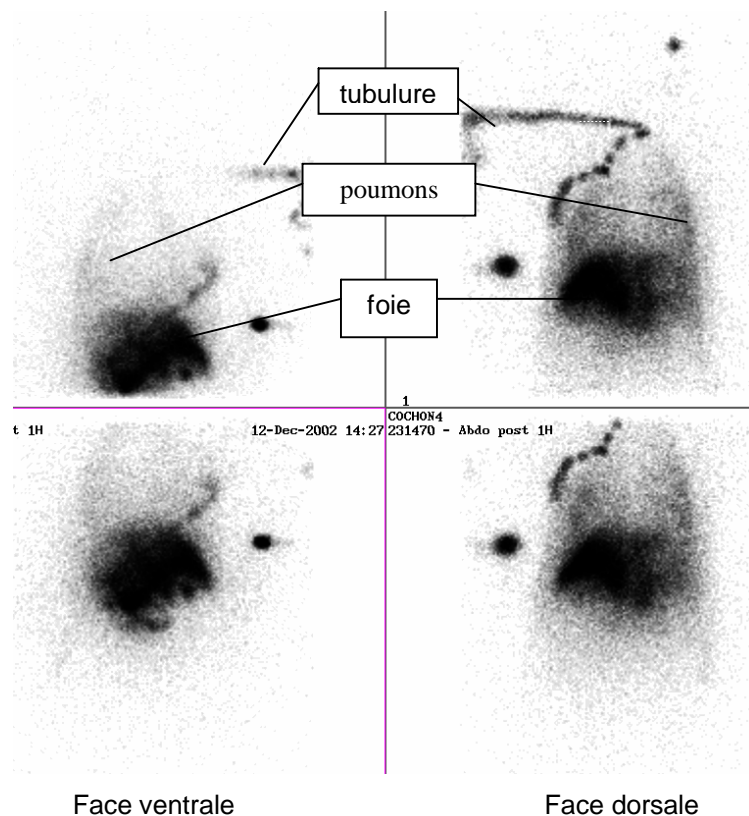 tubulure
poumons
foie
1
COCHON4
t 1H
12-Dec-2002 14:27
231470 - Abdo post 1H
Face ventrale
Face dorsale